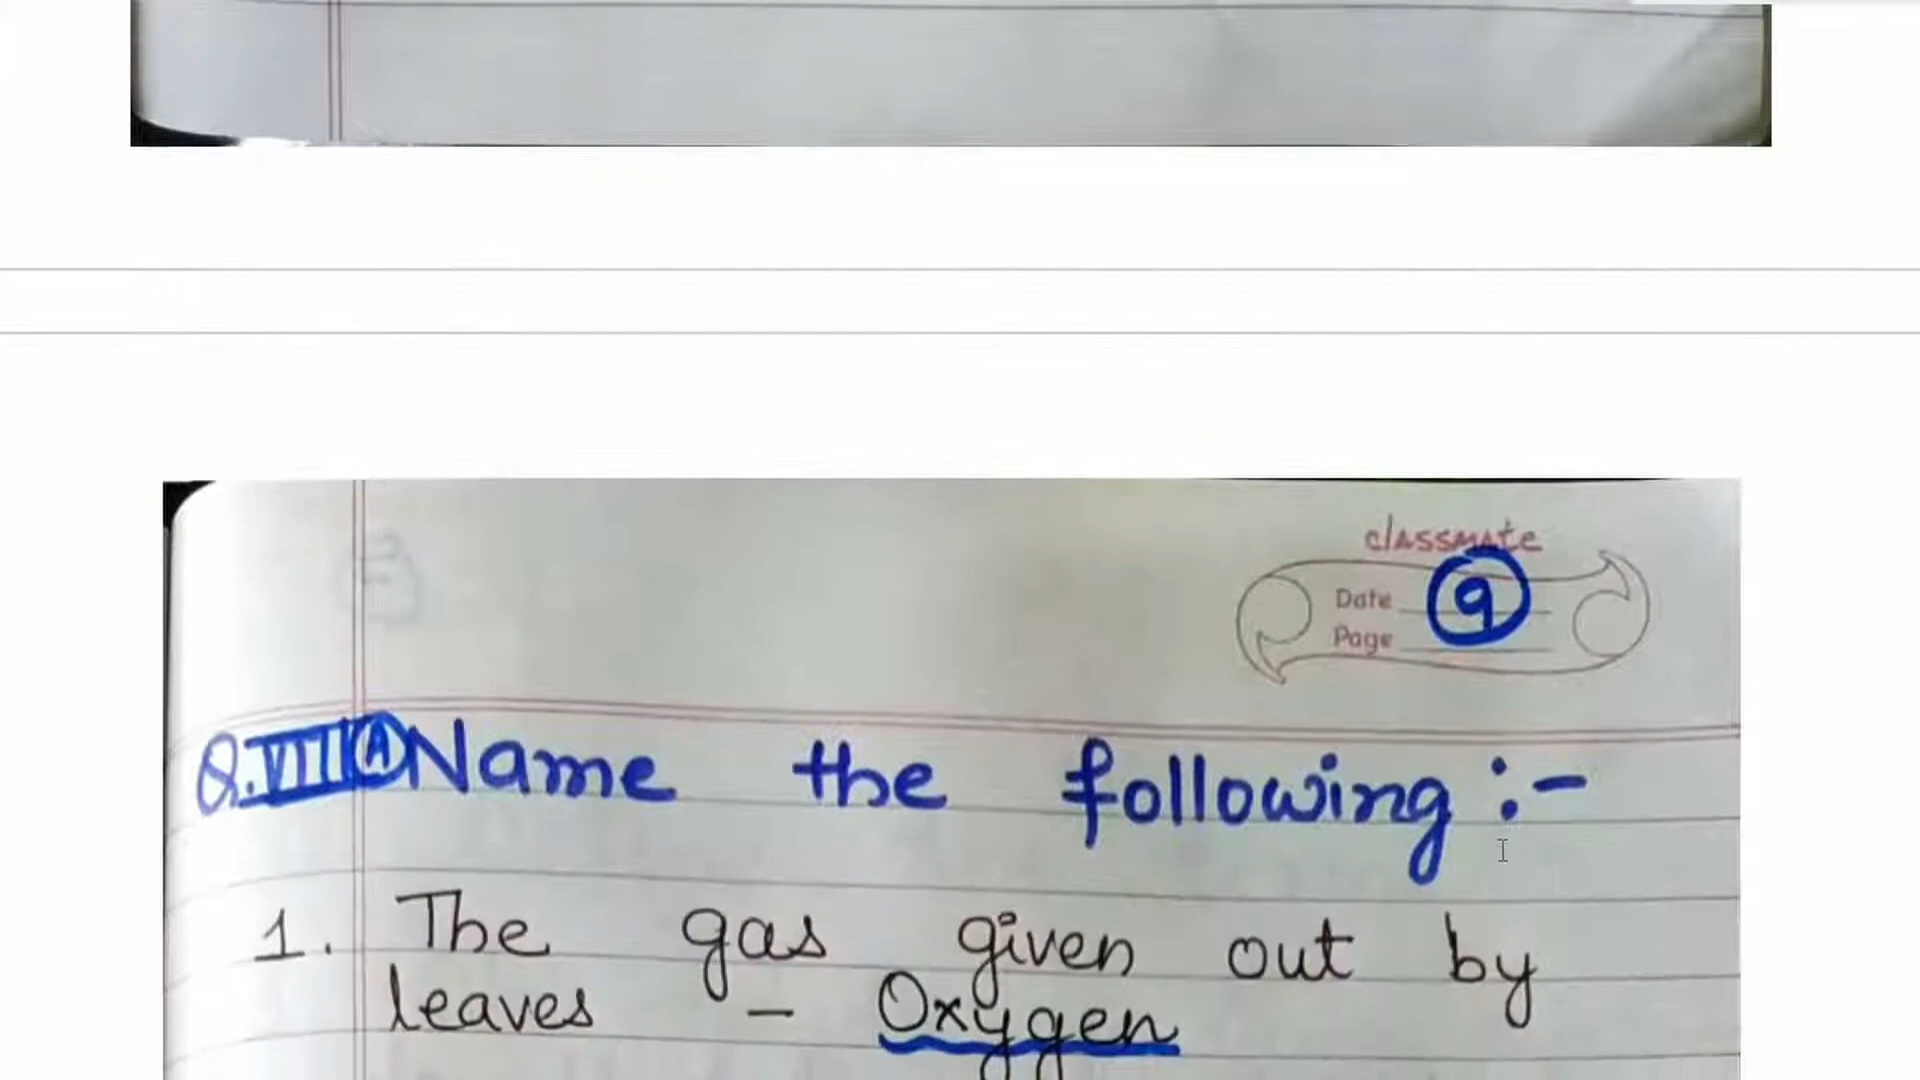 classmate
Date 9
Page
Q.VIII A Name the following :-
1. The gas given out by
leaves - Oxygen